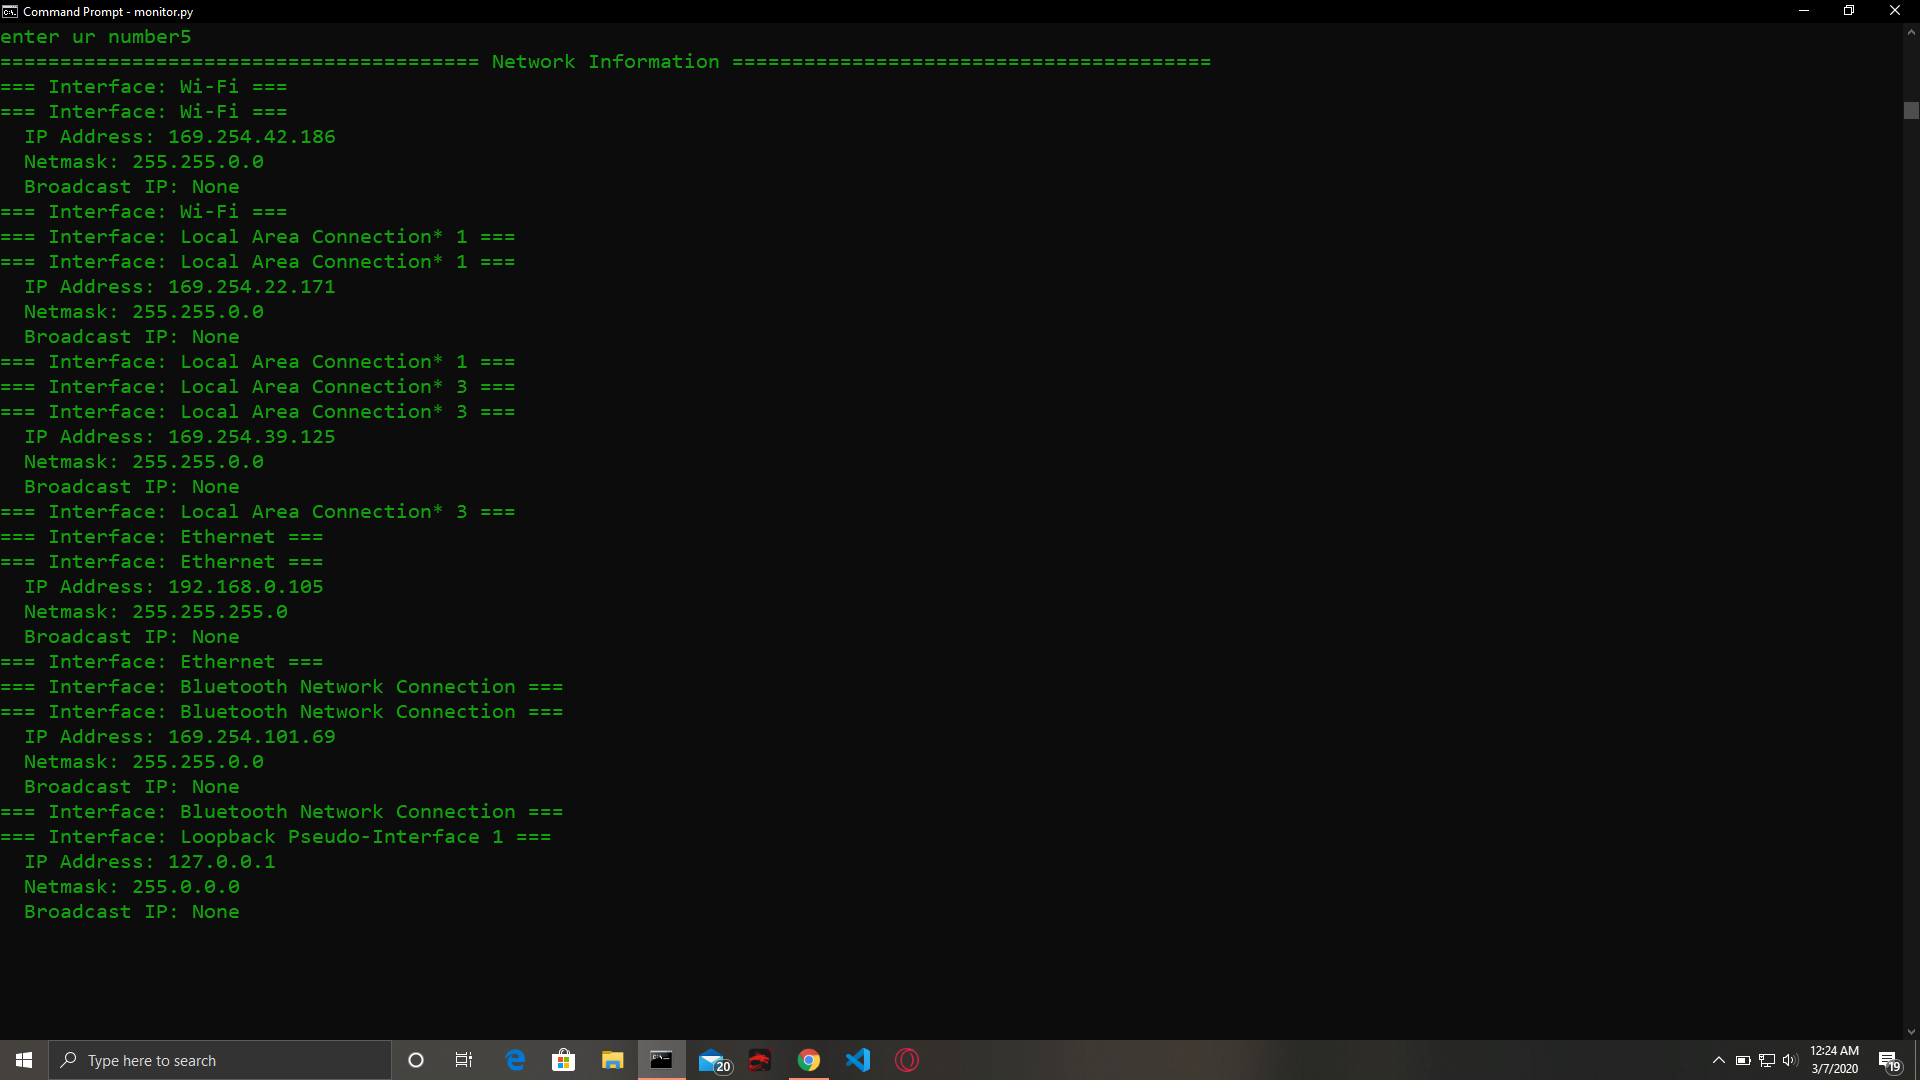 Command Prompt - monitor.py
enter ur number5
======================================== Network Information ========================================
=== Interface: Wi-Fi ===
=== Interface: Wi-Fi ===
  IP Address: 169.254.42.186
  Netmask: 255.255.0.0
  Broadcast IP: None
=== Interface: Wi-Fi ===
=== Interface: Local Area Connection* 1 ===
=== Interface: Local Area Connection* 1 ===
  IP Address: 169.254.22.171
  Netmask: 255.255.0.0
  Broadcast IP: None
=== Interface: Local Area Connection* 1 ===
=== Interface: Local Area Connection* 3 ===
=== Interface: Local Area Connection* 3 ===
  IP Address: 169.254.39.125
  Netmask: 255.255.0.0
  Broadcast IP: None
=== Interface: Local Area Connection* 3 ===
=== Interface: Ethernet ===
=== Interface: Ethernet ===
  IP Address: 192.168.0.105
  Netmask: 255.255.255.0
  Broadcast IP: None
=== Interface: Ethernet ===
=== Interface: Bluetooth Network Connection ===
=== Interface: Bluetooth Network Connection ===
  IP Address: 169.254.101.69
  Netmask: 255.255.0.0
  Broadcast IP: None
=== Interface: Bluetooth Network Connection ===
=== Interface: Loopback Pseudo-Interface 1 ===
  IP Address: 127.0.0.1
  Netmask: 255.0.0.0
  Broadcast IP: None
Type here to search
20
12:24 AM
3/7/2020
19